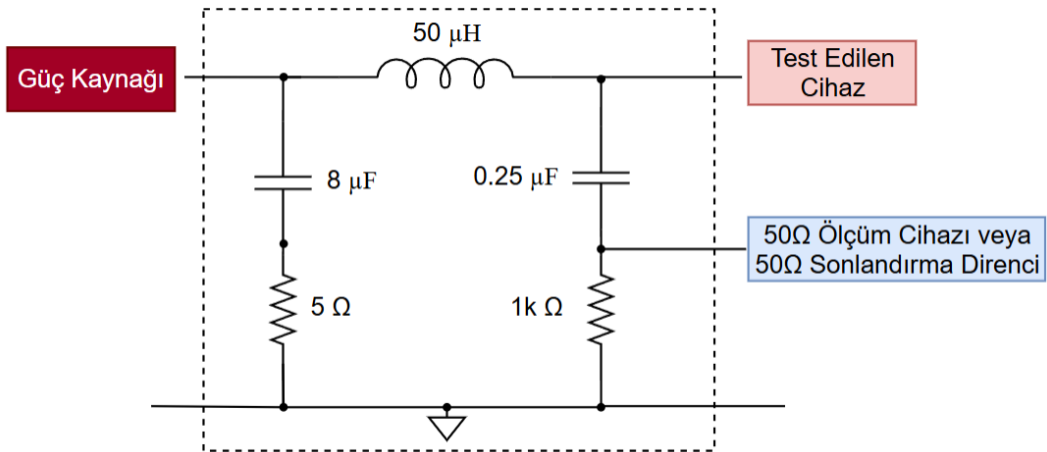 50 μH
Güç Kaynağı
Test Edilen
Cihaz
8 μF
0.25 μF
50Ω Ölçüm Cihazı veya
50Ω Sonlandırma Direnci
5 Ω
1k Ω